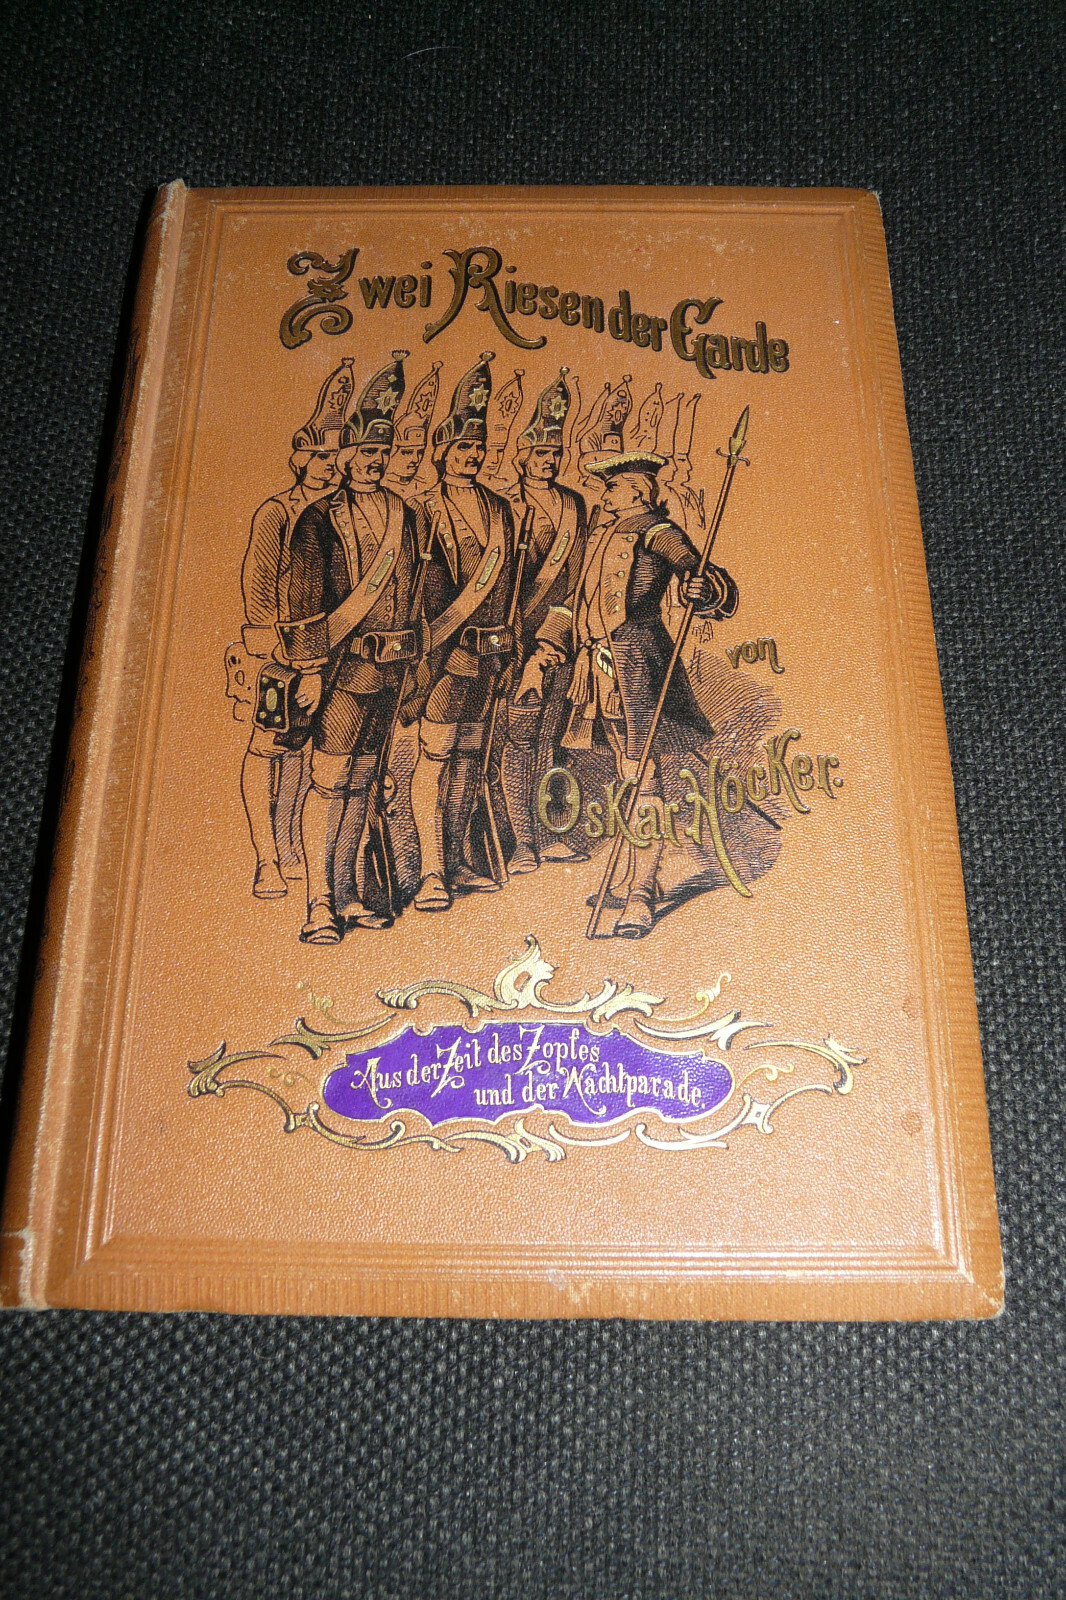 Zwei Riesen der Garde
von
Oskar Höcker.
Aus der Zeit des Zopfes
und der Wachtparade.